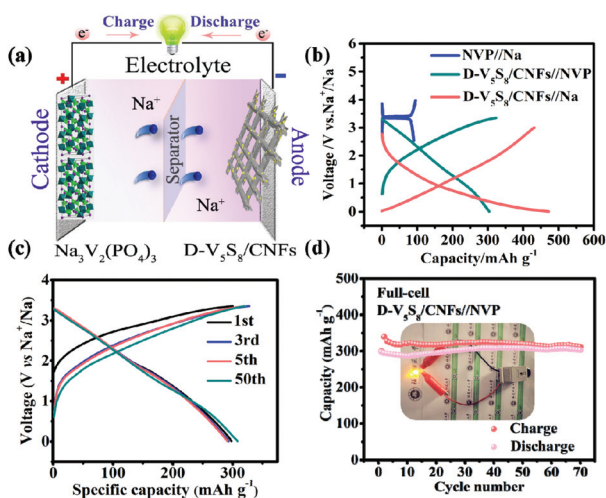 (a)
Charge
Discharge
e⁻
e⁻
Electrolyte
+
−
Cathode
Na⁺
Separator
Na⁺
Anode
Na₃V₂(PO₄)₃
D-V₅S₈/CNFs
(b)
NVP//Na
D-V₅S₈/CNFs//NVP
D-V₅S₈/CNFs//Na
Voltage /V vs.Na⁺/Na
6
5
4
3
2
1
0
0 100 200 300 400 500 600
Capacity/mAh g⁻¹
(c)
1st
3rd
5th
50th
Voltage (V vs Na⁺/Na)
4
3
2
1
0
0 100 200 300
Specific capacity (mAh g⁻¹)
(d)
Full-cell
D-V₅S₈/CNFs//NVP
Charge
Discharge
Capacity (mAh g⁻¹)
500
400
300
200
100
0
0 10 20 30 40 50 60 70
Cycle number